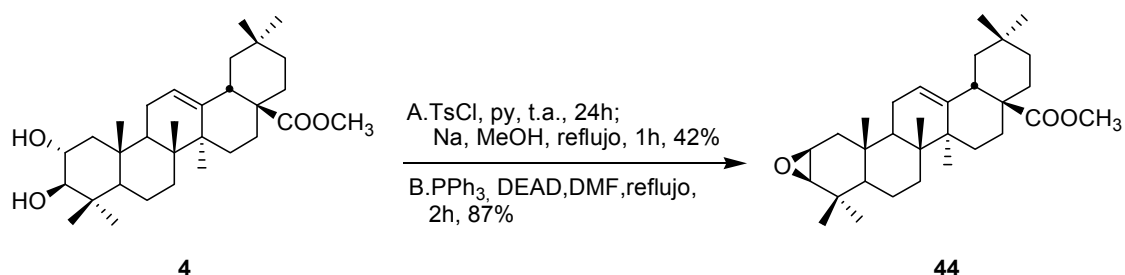 COOCH3
HO
HO
4
A.TsCl, py, t.a., 24h;
Na, MeOH, reflujo, 1h, 42%
B.PPh3, DEAD,DMF,reflujo,
2h, 87%
COOCH3
O
44